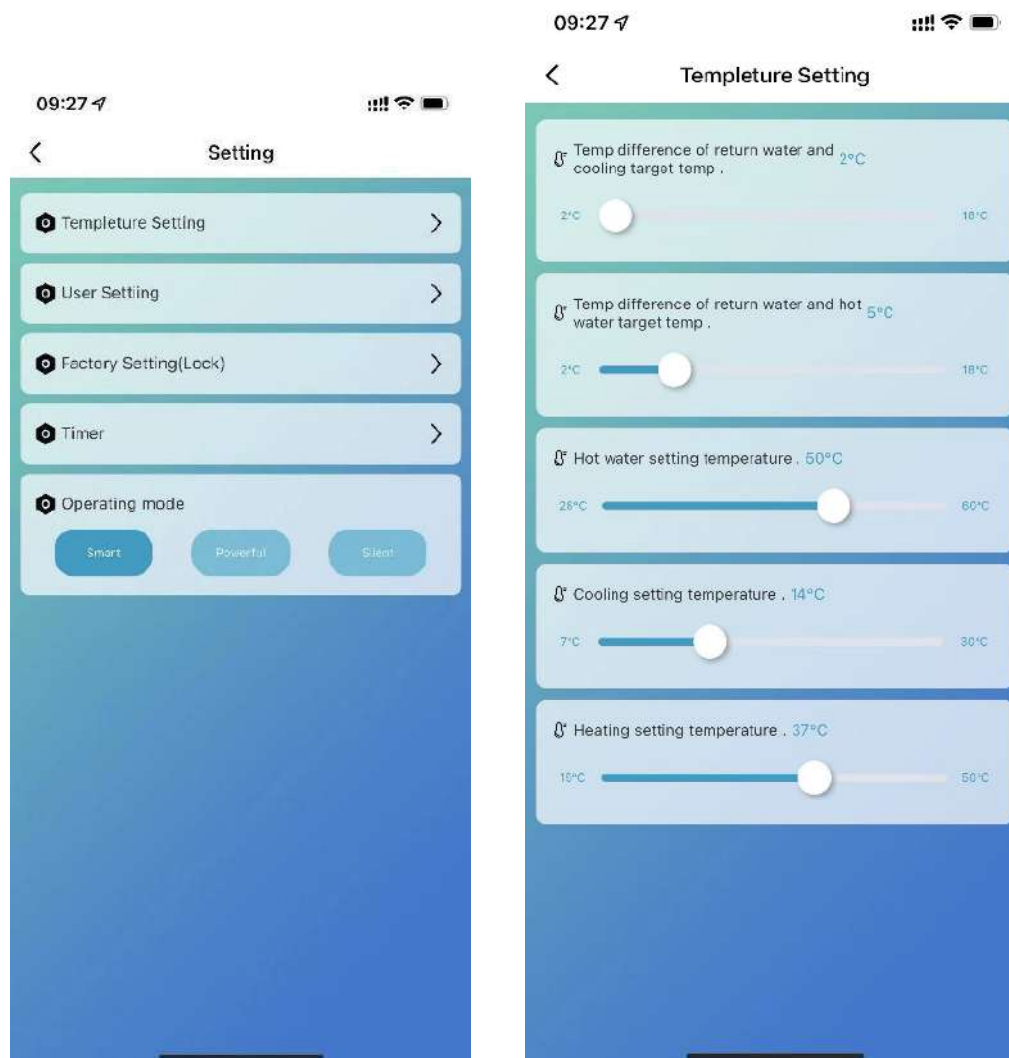 09:27
Setting
Templeture Setting
User Settiing
Factory Setting(Lock)
Timer
Operating mode
Smart
Powerful
Silent
09:27
Templeture Setting
Temp difference of return water and 2°C
cooling target temp .
2°C
18°C
Temp difference of return water and hot 5°C
water target temp .
2°C
18°C
Hot water setting temperature . 50°C
28°C
60°C
Cooling setting temperature . 14°C
7°C
30°C
Heating setting temperature . 37°C
15°C
50°C